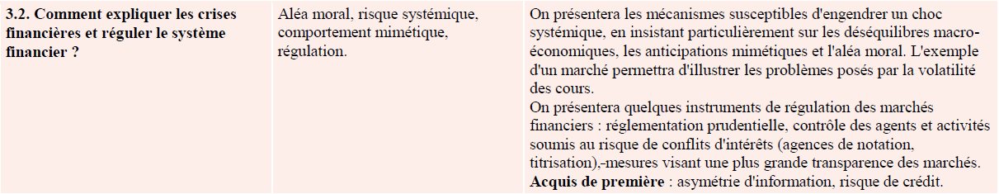 3.2. Comment expliquer les crises
financières et réguler le système
financier ?
Aléa moral, risque systémique,
comportement mimétique,
régulation.
On présentera les mécanismes susceptibles d'engendrer un choc
systémique, en insistant particulièrement sur les déséquilibres macro-
économiques, les anticipations mimétiques et l'aléa moral. L'exemple
d'un marché permettra d'illustrer les problèmes posés par la volatilité
des cours.
On présentera quelques instruments de régulation des marchés
financiers : réglementation prudentielle, contrôle des agents et activités
soumis au risque de conflits d'intérêts (agences de notation,
titrisation),-mesures visant une plus grande transparence des marchés.
Acquis de première : asymétrie d'information, risque de crédit.